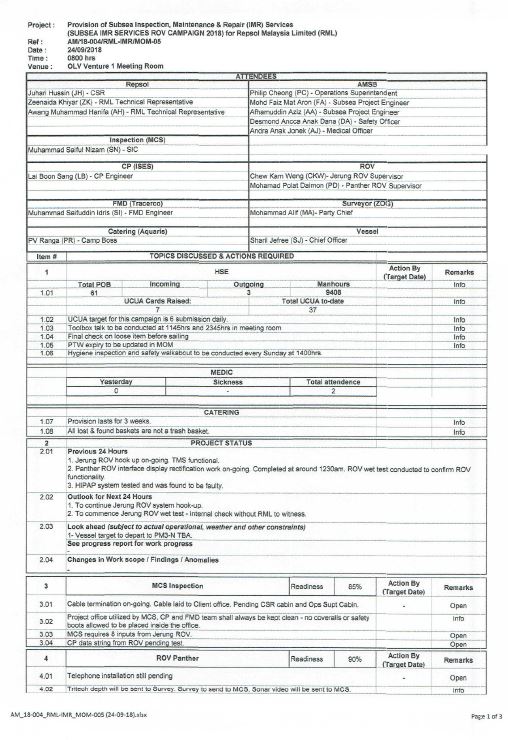 Project : Provision of Subsea Inspection, Maintenance & Repair (IMR) Services
(SUBSEA IMR SERVICES ROV CAMPAIGN 2018) for Repsol Malaysia Limited (RML)
Ref : AM/18-004/RML-IMR/MOM-05
Date : 24/09/2018
Time : 0800 hrs
Venue : OLV Venture 1 Meeting Room
ATTENDEES
Repsol AMSB
Juhari Hussin (JH) - CSR Philip Cheong (PC) - Operations Superintendent
Zeenaida Khiyar (ZK) - RML Technical Representative Mohd Faiz Mat Aron (FA) - Subsea Project Engineer
Awang Muhammad Hanifa (AH) - RML Technical Representative Afhamuddin Aziz (AA) - Subsea Project Engineer
Desmond Ancca Anak Dana (DA) - Safety Officer
Andra Anak Jonek (AJ) - Medical Officer
Inspection (MCS)
Muhammad Saiful Nizam (SN) - SIC
CP (ISES) ROV
Lai Boon Sang (LB) - CP Engineer Chew Kam Weng (CKW)- Jerung ROV Supervisor
Mohamad Polat Daimon (PD) - Panther ROV Supervisor
FMD (Tracerco) Surveyor (ZOG)
Muhammad Saifuddin Idris (SI) - FMD Engineer Mohammad Alif (MA)- Party Chief
Catering (Aquaris) Vessel
PV Ranga (PR) - Camp Boss Sharil Jefree (SJ) - Chief Officer
Item # TOPICS DISCUSSED & ACTIONS REQUIRED
1 HSE Action By (Target Date) Remarks
Total POB Incoming Outgoing Manhours Info
1.01 61 3 9408
UCUA Cards Raised: Total UCUA to-date Info
7 37
1.02 UCUA target for this campaign is 6 submission daily. Info
1.03 Toolbox talk to be conducted at 1145hrs and 2345hrs in meeting room Info
1.04 Final check on loose item before sailing Info
1.05 PTW expiry to be updated in MOM Info
1.06 Hygiene inspection and safety walkabout to be conducted every Sunday at 1400hrs.
MEDIC
Yesterday Sickness Total attendence
0 - 2
CATERING
1.07 Provision lasts for 3 weeks. Info
1.08 All lost & found baskets are not a trash basket. Info
2 PROJECT STATUS
2.01 Previous 24 Hours
1. Jerung ROV hook up on-going. TMS functional.
2. Panther ROV interface display rectification work on-going. Completed at around 1230am. ROV wet test conducted to confirm ROV
functionality.
3. HIPAP system tested and was found to be faulty.
2.02 Outlook for Next 24 Hours
1. To continue Jerung ROV system hook-up.
2. To commence Jerung ROV wet test - Internal check without RML to witness.
2.03 Look ahead (subject to actual operational, weather and other constraints)
1- Vessel target to depart to PM3-N TBA.
See progress report for work progress
-
2.04 Changes in Work scope / Findings / Anomalies
-
3 MCS Inspection Readiness 85% Action By (Target Date) Remarks
3.01 Cable termination on-going. Cable laid to Client office. Pending CSR cabin and Ops Supt Cabin. - Open
3.02 Project office utilized by MCS, CP and FMD team shall always be kept clean - no coveralls or safety Info
boots allowed to be placed inside the office.
3.03 MCS requires 8 inputs from Jerung ROV. Open
3.04 CP data string from ROV pending test. Open
4 ROV Panther Readiness 90% Action By (Target Date) Remarks
4.01 Telephone installation still pending - Open
4.02 Tritech depth will be sent to Survey. Survey to send to MCS. Sonar video will be sent to MCS. Info
AM_18-004_RML-IMR_MOM-005 (24-09-18).xlsx Page 1 of 3